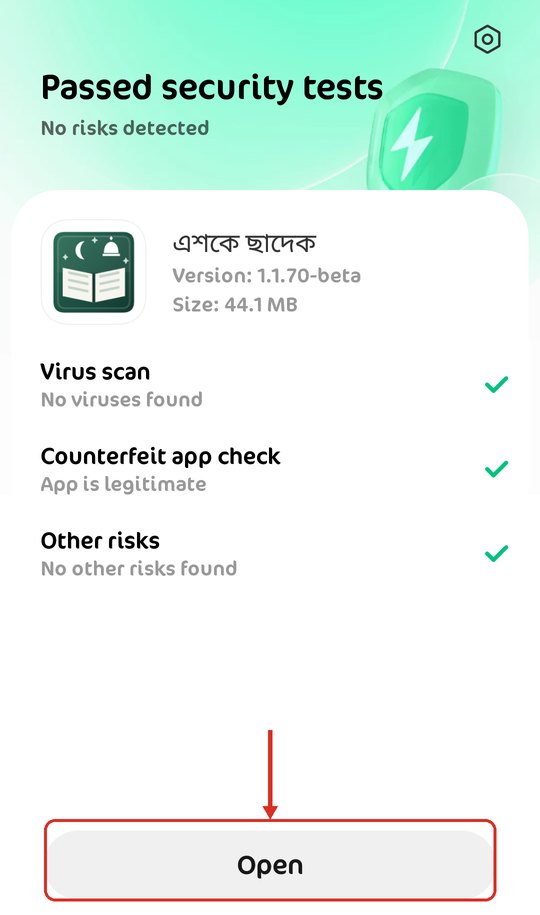 Passed security tests
No risks detected
এশকে ছাদেক
Version: 1.1.70-beta
Size: 44.1 MB
Virus scan
No viruses found
Counterfeit app check
App is legitimate
Other risks
No other risks found
Open